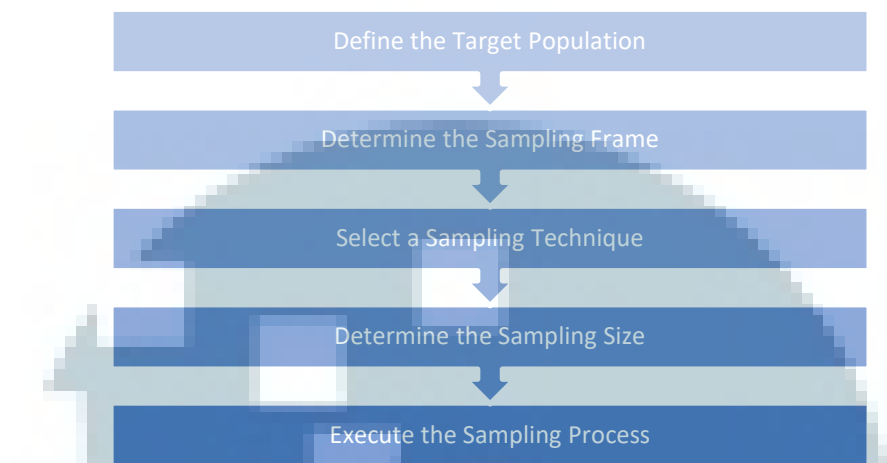 Define the Target Population
Determine the Sampling Frame
Select a Sampling Technique
Determine the Sampling Size
Execute the Sampling Process